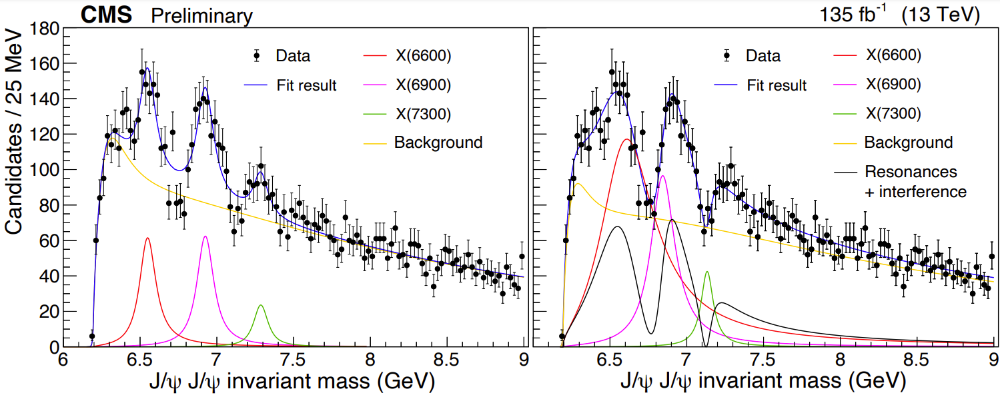 CMS Preliminary
135 fb⁻¹ (13 TeV)
Candidates / 25 MeV
180
160
140
120
100
80
60
40
20
0
Data
Fit result
X(6600)
X(6900)
X(7300)
Background
6 6.5 7 7.5 8 8.5 9
J/ψ J/ψ invariant mass (GeV)
Data
Fit result
X(6600)
X(6900)
X(7300)
Background
Resonances
+ interference
6.5 7 7.5 8 8.5 9
J/ψ J/ψ invariant mass (GeV)